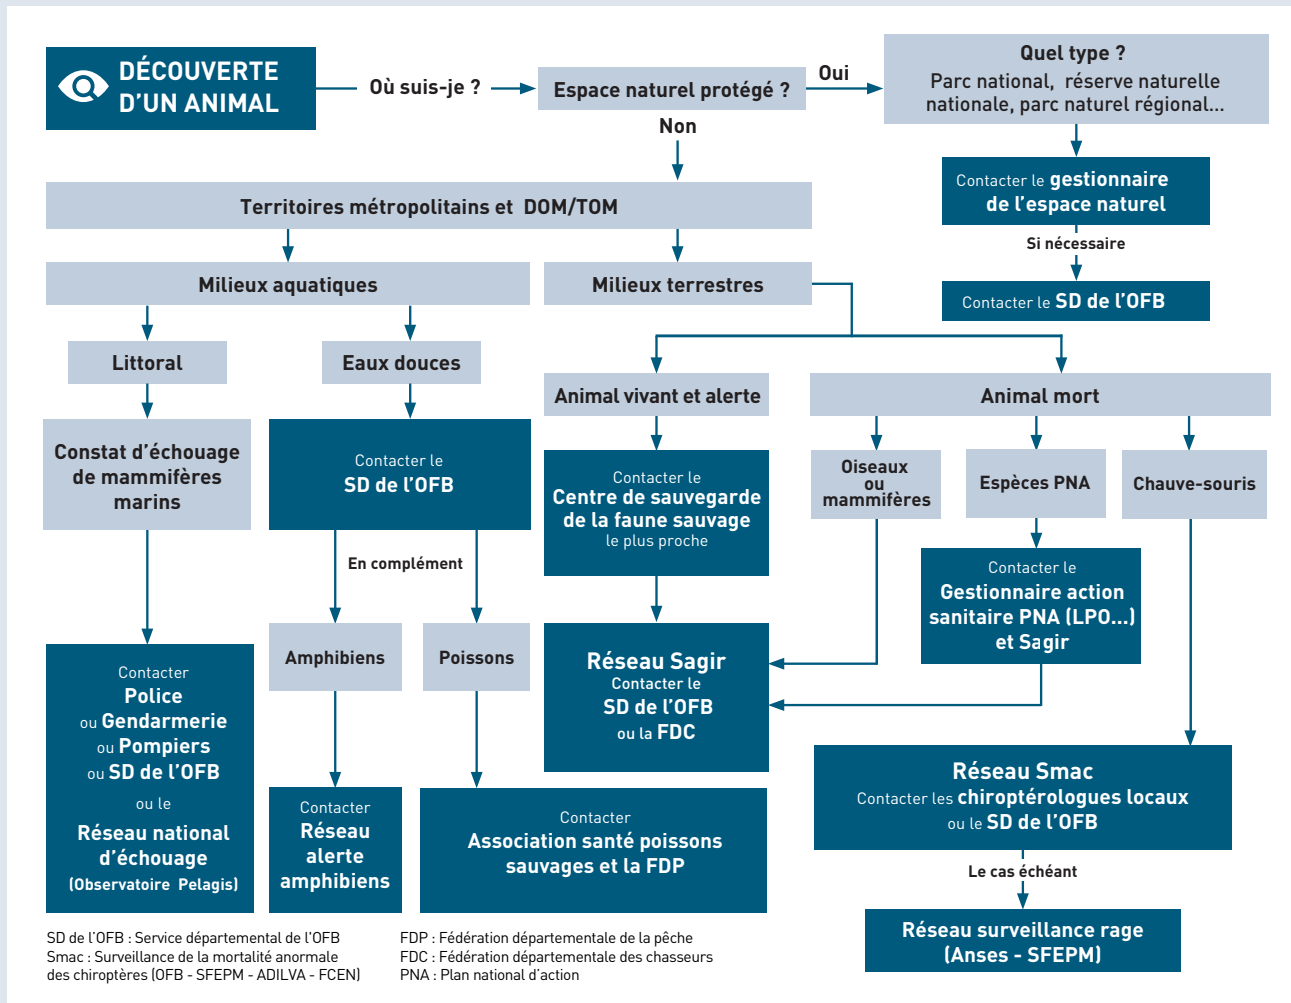 DÉCOUVERTE
D'UN ANIMAL
Où suis-je ?
Espace naturel protégé ?
Oui
Quel type ?
Parc national, réserve naturelle
nationale, parc naturel régional...
Non
Contacter le gestionnaire
de l'espace naturel
Si nécessaire
Contacter le SD de l'OFB
Territoires métropolitains et DOM/TOM
Milieux aquatiques
Milieux terrestres
Littoral
Eaux douces
Animal vivant et alerte
Animal mort
Constat d'échouage
de mammifères
marins
Contacter le
SD de l'OFB
Contacter le
Centre de sauvegarde
de la faune sauvage
le plus proche
Oiseaux
ou
mammifères
Espèces PNA
Chauve-souris
En complément
Contacter le
Gestionnaire action
sanitaire PNA (LPO...)
et Sagir
Amphibiens
Poissons
Réseau Sagir
Contacter le
SD de l'OFB
ou la FDC
Contacter
Police
ou Gendarmerie
ou Pompiers
ou SD de l'OFB
ou le
Réseau national
d'échouage
(Observatoire Pelagis)
Contacter
Réseau
alerte
amphibiens
Contacter
Association santé poissons
sauvages et la FDP
Réseau Smac
Contacter les chiroptérologues locaux
ou le SD de l'OFB
Le cas échéant
Réseau surveillance rage
(Anses - SFEPM)
SD de l'OFB : Service départemental de l'OFB
Smac : Surveillance de la mortalité anormale
des chiroptères (OFB - SFEPM - ADILVA - FCEN)
FDP : Fédération départementale de la pêche
FDC : Fédération départementale des chasseurs
PNA : Plan national d'action